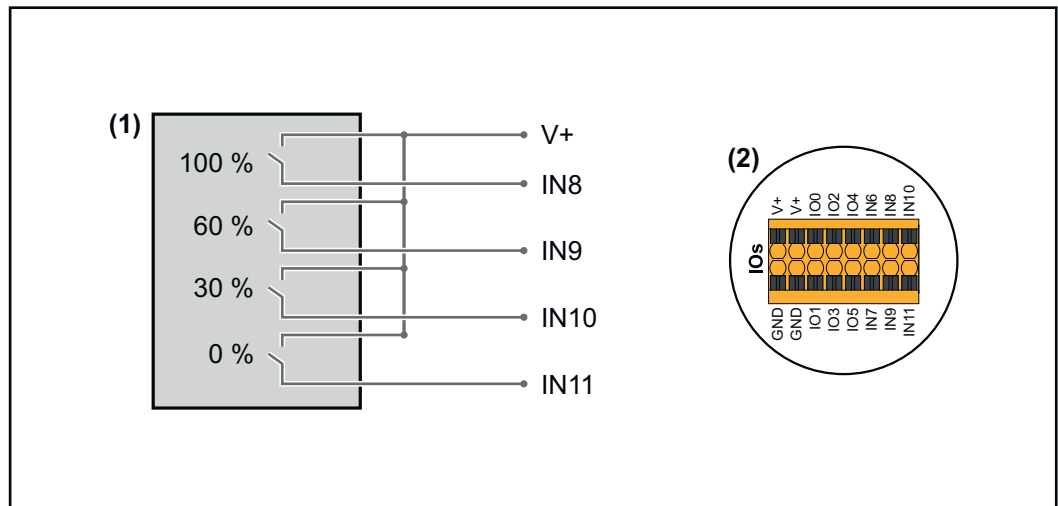 (1)
100 %
60 %
30 %
0 %
V+
IN8
IN9
IN10
IN11
(2)
IOs
V+
V+
IO0
IO2
IO4
IN6
IN8
IN10
GND
GND
IO1
IO3
IO5
IN7
IN9
IN11